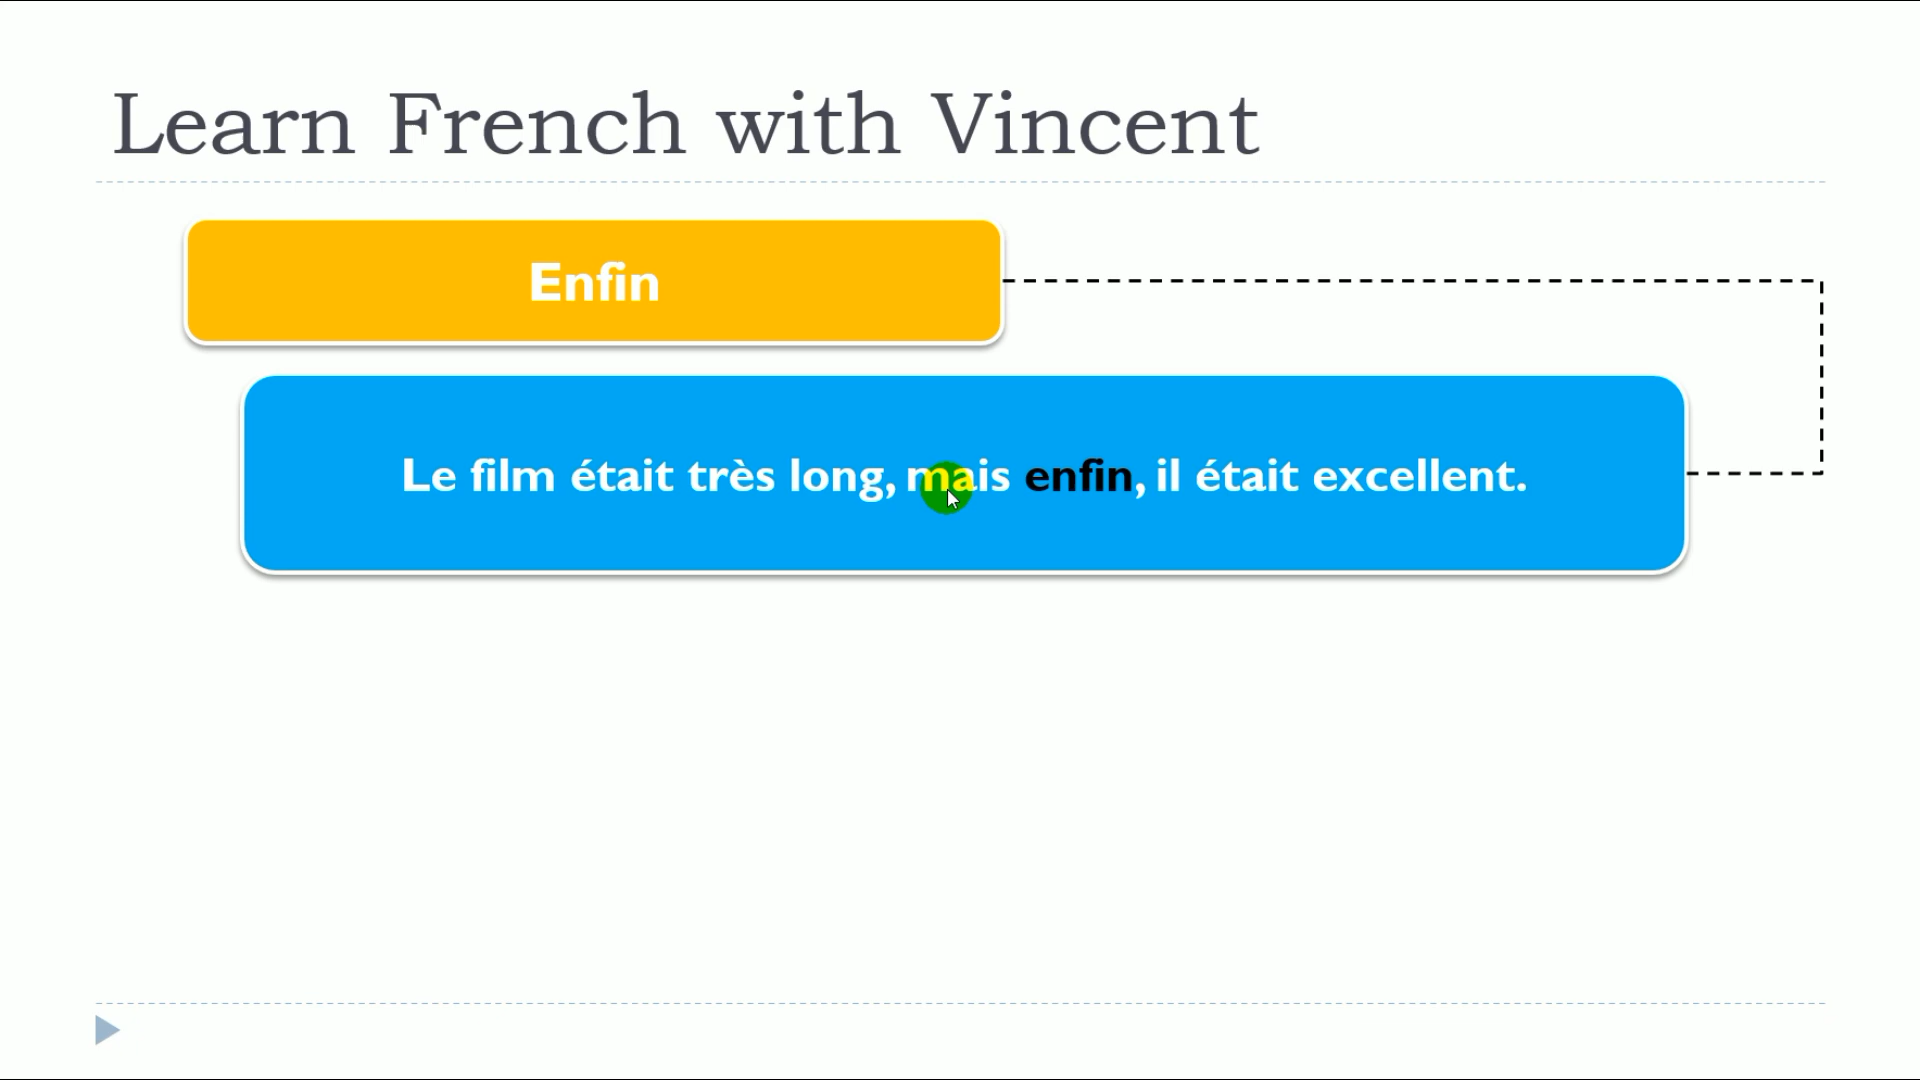 Learn French with Vincent
Enfin
Le film était très long, mais enfin, il était excellent.